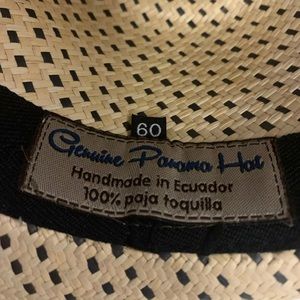 60
Genuine Panama Hat
Handmade in Ecuador
100% paja toquilla